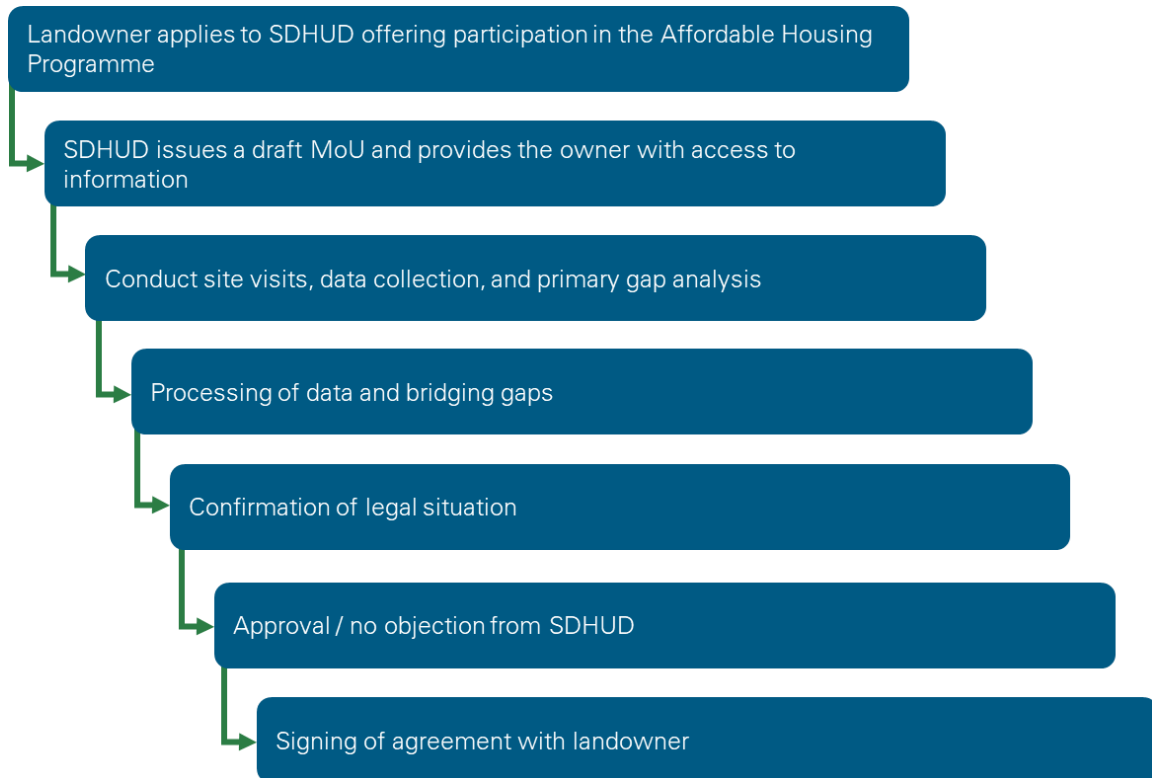 Landowner applies to SDHUD offering participation in the Affordable Housing
Programme
SDHUD issues a draft MoU and provides the owner with access to
information
Conduct site visits, data collection, and primary gap analysis
Processing of data and bridging gaps
Confirmation of legal situation
Approval / no objection from SDHUD
Signing of agreement with landowner